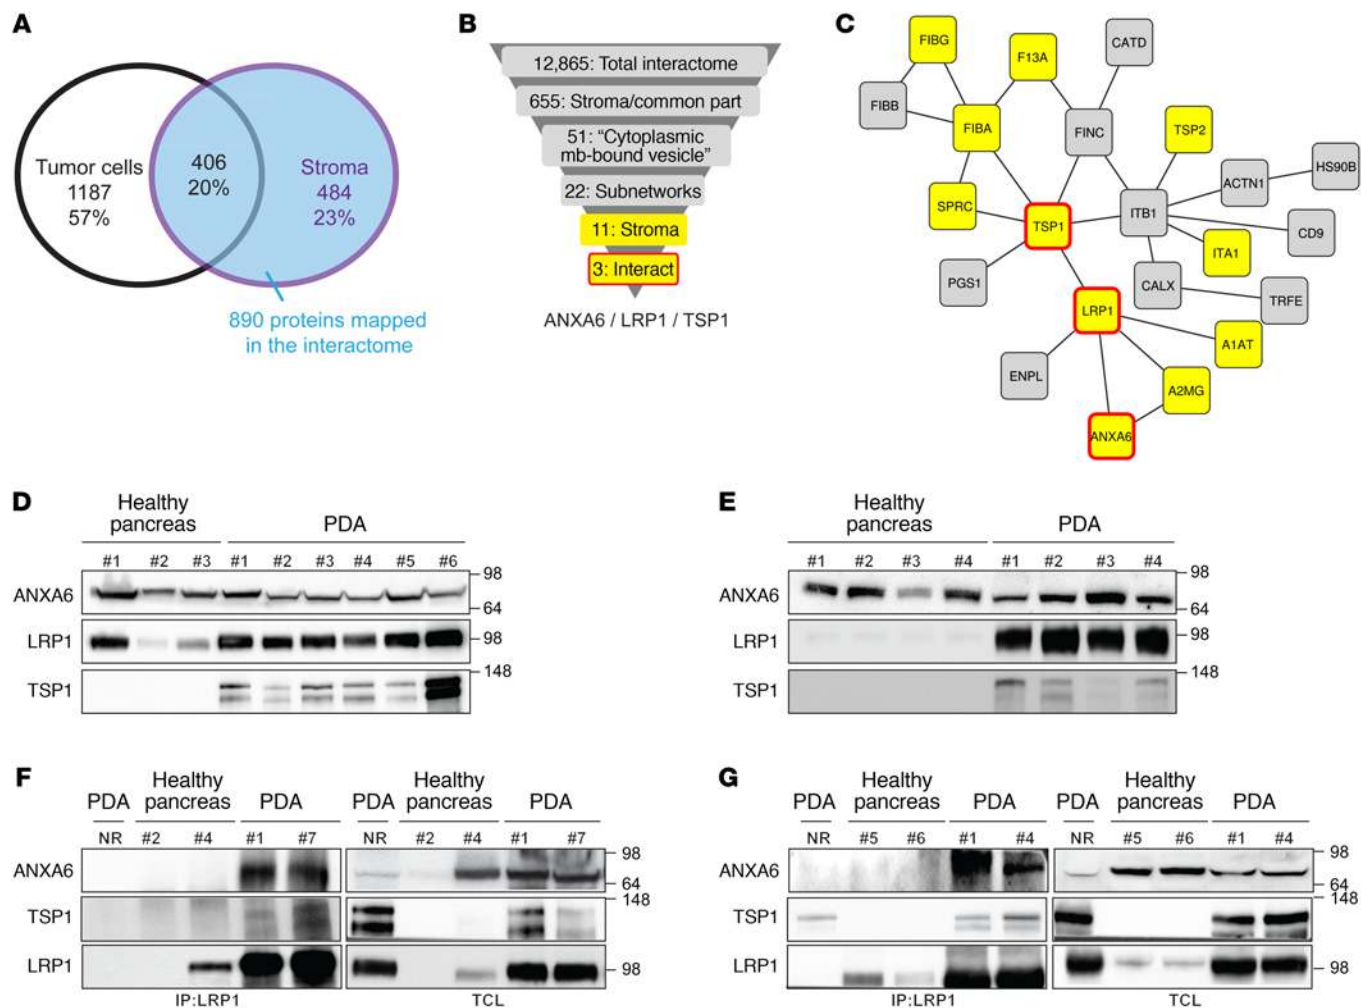 A
Tumor cells
1187
57%
406
20%
Stroma
484
23%
890 proteins mapped
in the interactome
B
12,865: Total interactome
655: Stroma/common part
51: “Cytoplasmic
mb-bound vesicle”
22: Subnetworks
11: Stroma
3: Interact
ANXA6 / LRP1 / TSP1
C
FIBG
F13A
CATD
FIBB
FIBA
FINC
TSP2
ACTN1
HS90B
SPRC
TSP1
ITB1
CD9
ITA1
PGS1
CALX
TRFE
LRP1
A1AT
ENPL
A2MG
ANXA6
D
Healthy
pancreas
PDA
#1 #2 #3 #1 #2 #3 #4 #5 #6
ANXA6
98
64
LRP1
98
148
TSP1
E
Healthy
pancreas
PDA
#1 #2 #3 #4 #1 #2 #3 #4
ANXA6
98
64
LRP1
98
148
TSP1
F
PDA
Healthy
pancreas
PDA
PDA
Healthy
pancreas
PDA
NR #2 #4 #1 #7 NR #2 #4 #1 #7
ANXA6
98
64
148
TSP1
LRP1
98
IP:LRP1
TCL
G
PDA
Healthy
pancreas
PDA
PDA
Healthy
pancreas
PDA
NR #5 #6 #1 #4 NR #5 #6 #1 #4
ANXA6
98
64
148
TSP1
LRP1
98
IP:LRP1
TCL